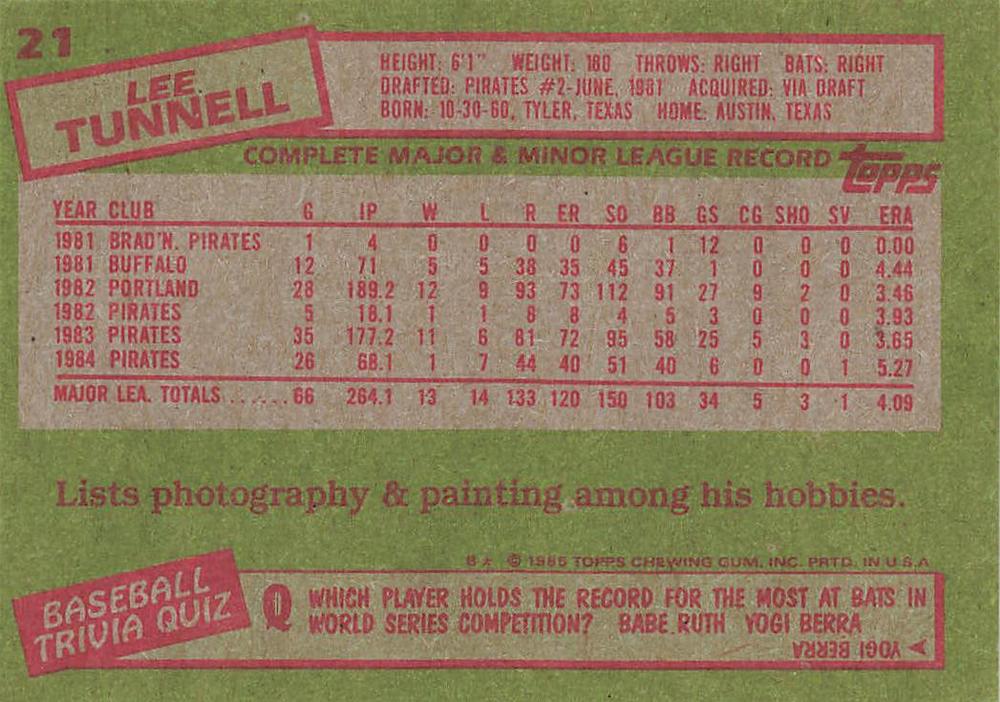 21
LEE
TUNNELL
HEIGHT: 6'1" WEIGHT: 180 THROWS: RIGHT BATS: RIGHT
DRAFTED: PIRATES #2-JUNE, 1981 ACQUIRED: VIA DRAFT
BORN: 10-30-60, TYLER, TEXAS HOME: AUSTIN, TEXAS
COMPLETE MAJOR & MINOR LEAGUE RECORD topps
YEAR CLUB G IP W L R ER SO BB GS CG SHO SV ERA
1981 BRAD'N. PIRATES 1 4 0 0 0 0 6 1 12 0 0 0 0.00
1981 BUFFALO 12 71 5 5 38 35 45 37 1 0 0 0 4.44
1982 PORTLAND 28 189.2 12 9 93 73 112 91 27 9 2 0 3.46
1982 PIRATES 5 18.1 1 1 8 8 4 5 3 0 0 0 3.93
1983 PIRATES 35 177.2 11 6 81 72 95 58 25 5 3 0 3.65
1984 PIRATES 26 68.1 1 7 44 40 51 40 6 0 0 1 5.27
MAJOR LEA. TOTALS ...... 66 264.1 13 14 133 120 150 103 34 5 3 1 4.09
Lists photography & painting among his hobbies.
B* © 1985 TOPPS CHEWING GUM, INC. PRTD. IN U.S.A
BASEBALL
TRIVIA QUIZ
Q WHICH PLAYER HOLDS THE RECORD FOR THE MOST AT BATS IN
WORLD SERIES COMPETITION? BABE RUTH YOGI BERRA
YOGI BERRA